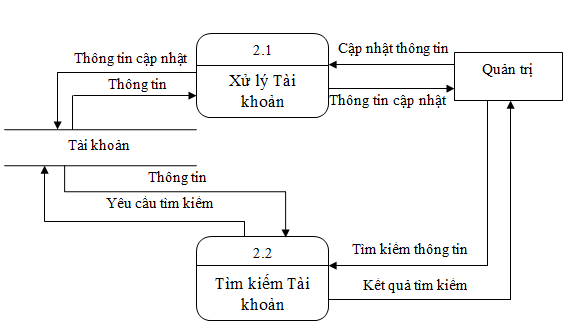 2.1
Cập nhật thông tin
Thông tin cập nhật
Quản trị
Xử lý Tài
khoản
Thông tin
Thông tin cập nhật
Tài khoản
Thông tin
Yêu cầu tìm kiếm
2.2
Tìm kiếm thông tin
Tìm kiếm Tài
khoản
Kết quả tìm kiếm